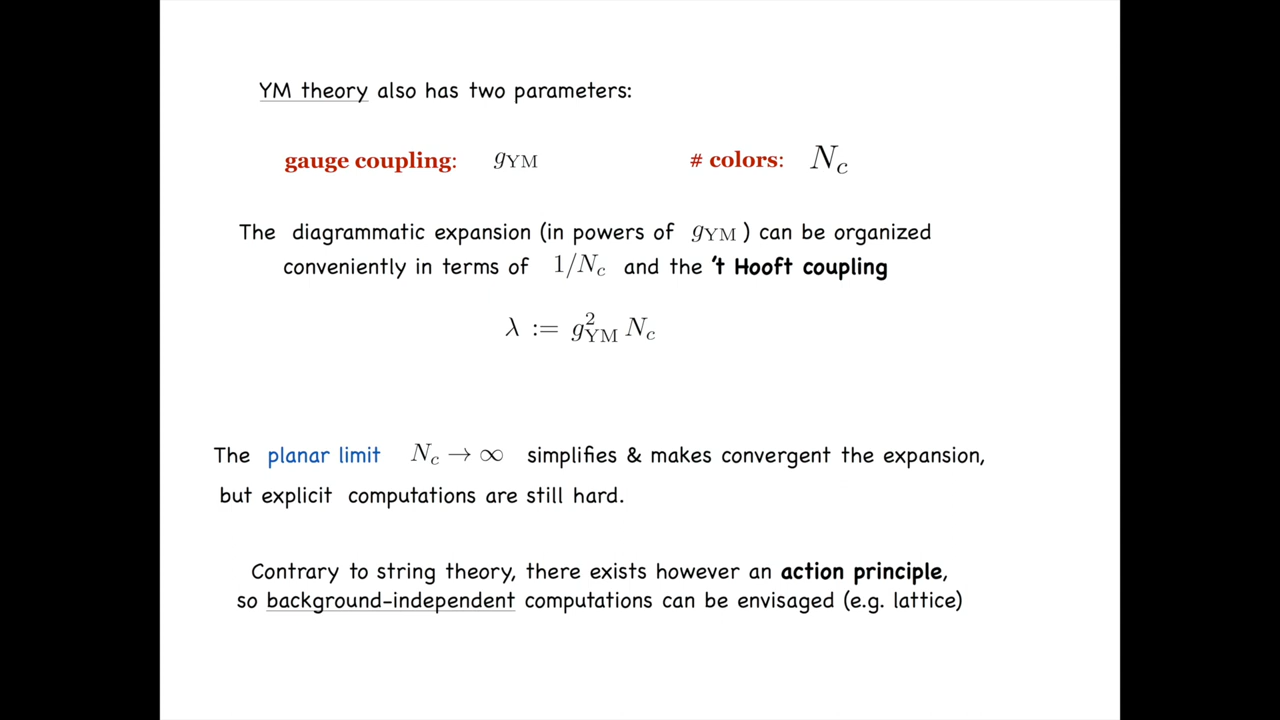 YM theory also has two parameters:
gauge coupling: g_YM # colors: N_c
The diagrammatic expansion (in powers of g_YM ) can be organized
conveniently in terms of 1/N_c and the 't Hooft coupling
λ := g²_YM N_c
The planar limit N_c → ∞ simplifies & makes convergent the expansion,
but explicit computations are still hard.
Contrary to string theory, there exists however an action principle,
so background-independent computations can be envisaged (e.g. lattice)